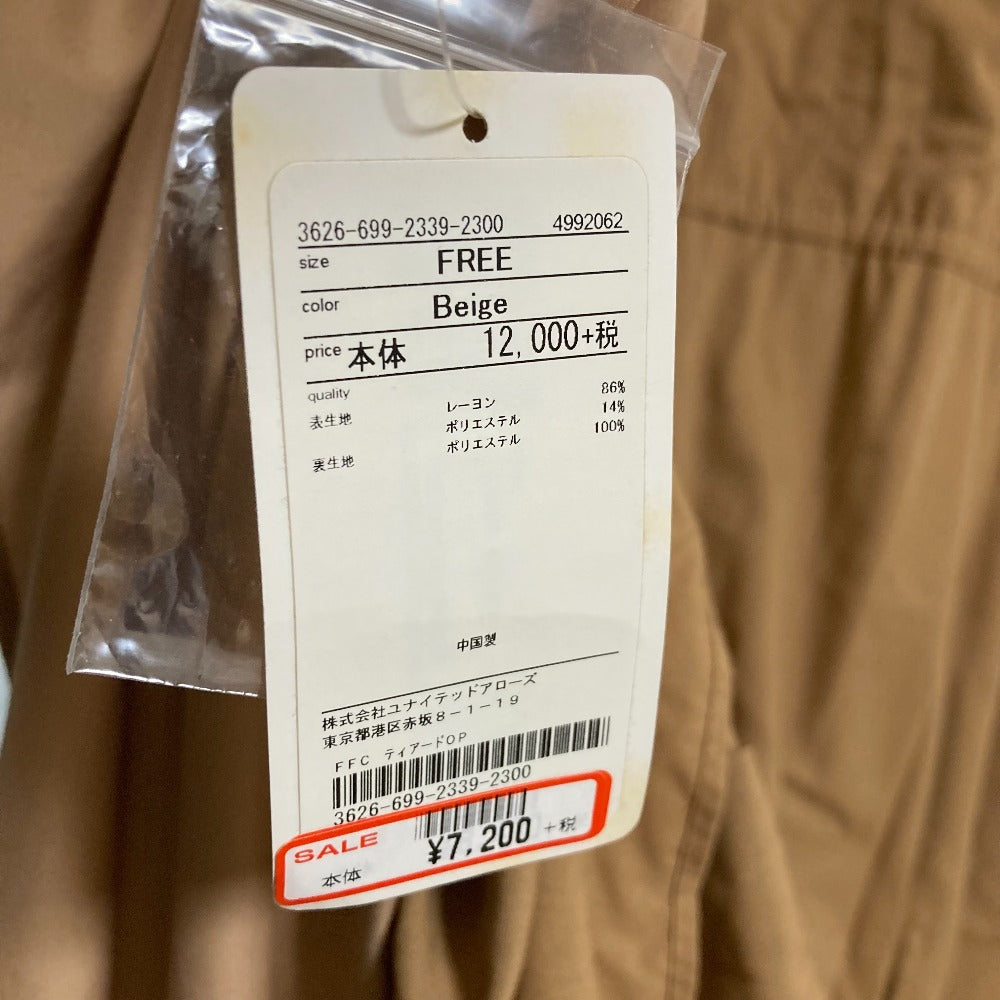 3626-699-2339-2300 4992062
size FREE
color Beige
price 本体 12,000+税
quality
表生地 レーヨン 86%
ポリエステル 14%
裏生地 ポリエステル 100%
中国製
株式会社ユナイテッドアローズ
東京都港区赤坂8-1-19
FFC ティアードOP
3626-699-2339-2300
SALE ¥7,200 +税
本体